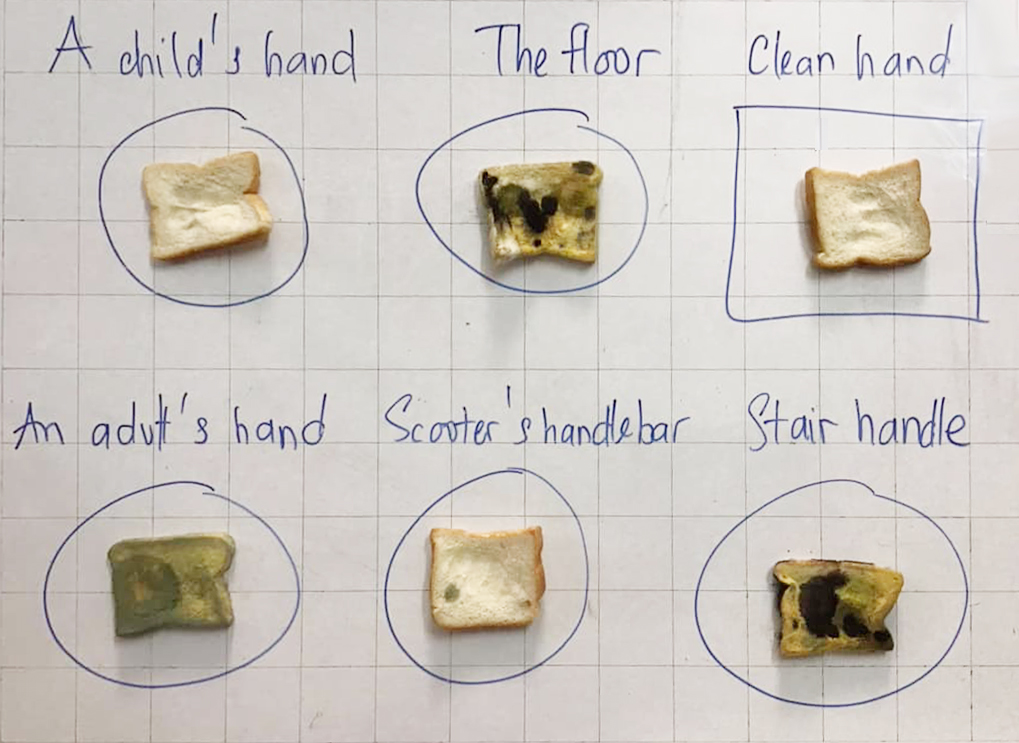 A child's hand
The floor
Clean hand
An adult's hand
Scooter's handlebar
Stair handle